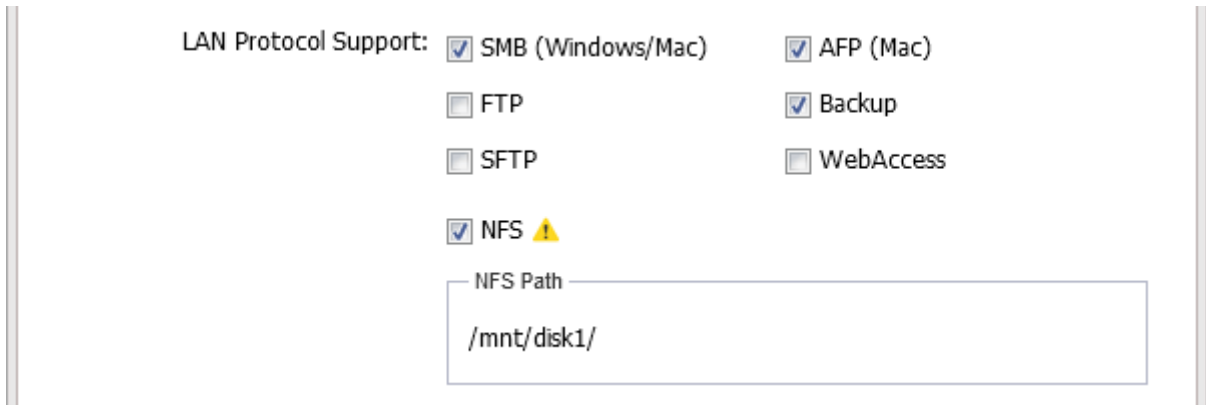 LAN Protocol Support: SMB (Windows/Mac) AFP (Mac)
FTP Backup
SFTP WebAccess
NFS
NFS Path
/mnt/disk1/